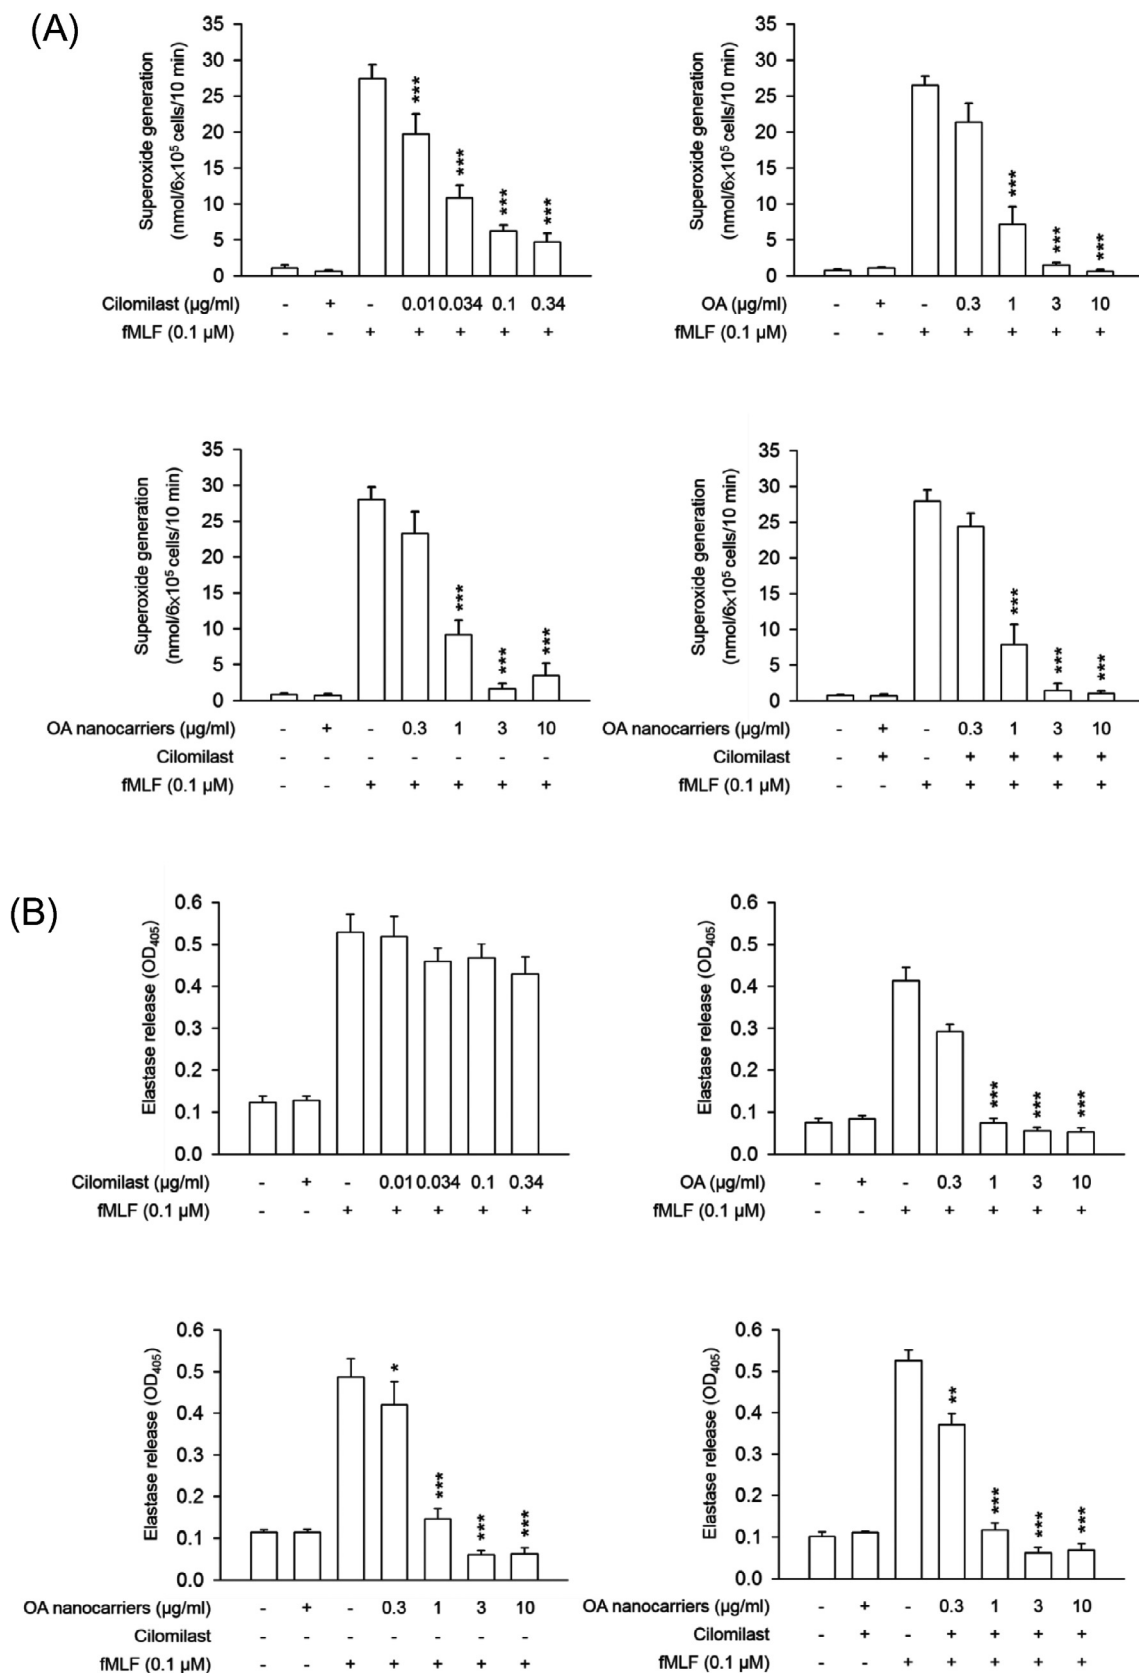 (A)
35
30
25
20
15
10
5
0
Superoxide generation
(nmol/6x10⁵ cells/10 min)
*** *** *** ***
Cilomilast (µg/ml) - + - 0.01 0.034 0.1 0.34
fMLF (0.1 µM) - - + + + + +
35
30
25
20
15
10
5
0
Superoxide generation
(nmol/6x10⁵ cells/10 min)
*** *** ***
OA (µg/ml) - + - 0.3 1 3 10
fMLF (0.1 µM) - - + + + + +
35
30
25
20
15
10
5
0
Superoxide generation
(nmol/6x10⁵ cells/10 min)
*** *** ***
OA nanocarriers (µg/ml) - + - 0.3 1 3 10
Cilomilast - - - - - - -
fMLF (0.1 µM) - - + + + + +
35
30
25
20
15
10
5
0
Superoxide generation
(nmol/6x10⁵ cells/10 min)
*** *** ***
OA nanocarriers (µg/ml) - + - 0.3 1 3 10
Cilomilast - + - + + + +
fMLF (0.1 µM) - - + + + + +
(B)
0.6
0.5
0.4
0.3
0.2
0.1
0.0
Elastase release (OD₄₀₅)
Cilomilast (µg/ml) - + - 0.01 0.034 0.1 0.34
fMLF (0.1 µM) - - + + + + +
0.6
0.5
0.4
0.3
0.2
0.1
0.0
Elastase release (OD₄₀₅)
*** *** ***
OA (µg/ml) - + - 0.3 1 3 10
fMLF (0.1 µM) - - + + + + +
0.6
0.5
0.4
0.3
0.2
0.1
0.0
Elastase release (OD₄₀₅)
* *** *** ***
OA nanocarriers (µg/ml) - + - 0.3 1 3 10
Cilomilast - - - - - - -
fMLF (0.1 µM) - - + + + + +
0.6
0.5
0.4
0.3
0.2
0.1
0.0
Elastase release (OD₄₀₅)
** *** *** ***
OA nanocarriers (µg/ml) - + - 0.3 1 3 10
Cilomilast - + - + + + +
fMLF (0.1 µM) - - + + + + +